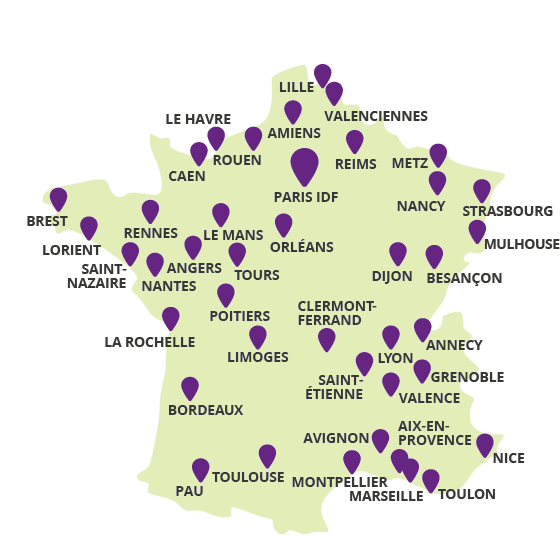 LILLE
VALENCIENNES
LE HAVRE
AMIENS
ROUEN
CAEN
REIMS
METZ
PARIS IDF
NANCY
STRASBOURG
BREST
RENNES
LE MANS
ORLÉANS
MULHOUSE
LORIENT
SAINT-
NAZAIRE
ANGERS
NANTES
TOURS
DIJON
BESANÇON
POITIERS
CLERMONT-
FERRAND
LA ROCHELLE
LIMOGES
LYON
ANNECY
SAINT-
ÉTIENNE
GRENOBLE
VALENCE
BORDEAUX
AVIGNON
AIX-EN-
PROVENCE
NICE
PAU
TOULOUSE
MONTPELLIER
MARSEILLE
TOULON